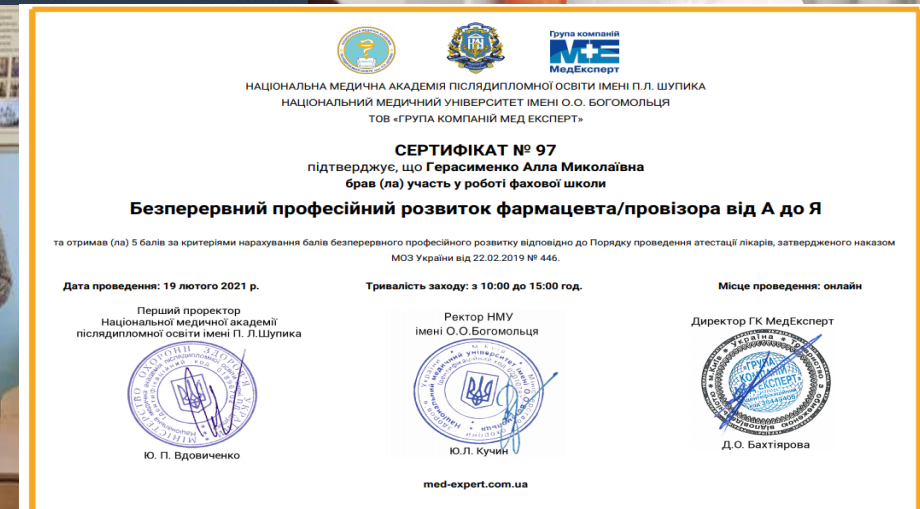 Група компаній
МЕ
МедЕксперт
НАЦІОНАЛЬНА МЕДИЧНА АКАДЕМІЯ ПІСЛЯДИПЛОМНОЇ ОСВІТИ ІМЕНІ П.Л. ШУПИКА
НАЦІОНАЛЬНИЙ МЕДИЧНИЙ УНІВЕРСИТЕТ ІМЕНІ О.О. БОГОМОЛЬЦЯ
ТОВ «ГРУПА КОМПАНІЙ МЕД ЕКСПЕРТ»
СЕРТИФІКАТ № 97
підтверджує, що Герасименко Алла Миколаївна
брав (ла) участь у роботі фахової школи
Безперервний професійний розвиток фармацевта/провізора від А до Я
та отримав (ла) 5 балів за критеріями нарахування балів безперервного професійного розвитку відповідно до Порядку проведення атестації лікарів, затвердженого наказом
МОЗ України від 22.02.2019 № 446.
Дата проведення: 19 лютого 2021 р.
Тривалість заходу: з 10:00 до 15:00 год.
Місце проведення: онлайн
Перший проректор
Національної медичної академії
післядипломної освіти імені П. Л.Шупика
Ю. П. Вдовиченко
Ректор НМУ
імені О.О.Богомольця
Ю.Л. Кучин
Директор ГК МедЕксперт
Д.О. Бахтіярова
med-expert.com.ua